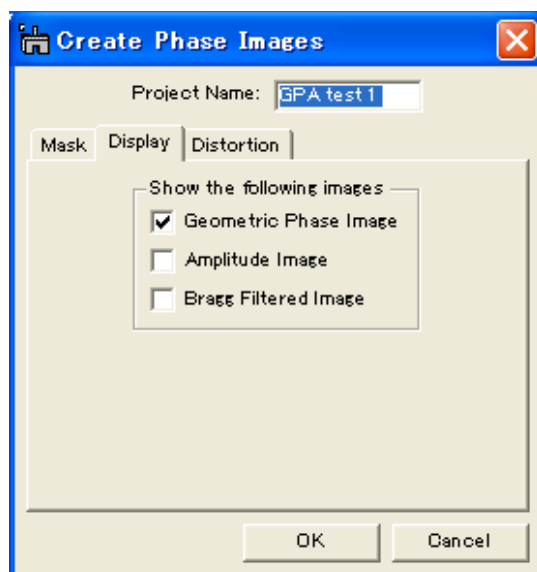 Create Phase Images
Project Name: GPA test 1
Mask Display Distortion
Show the following images
Geometric Phase Image
Amplitude Image
Bragg Filtered Image
OK Cancel